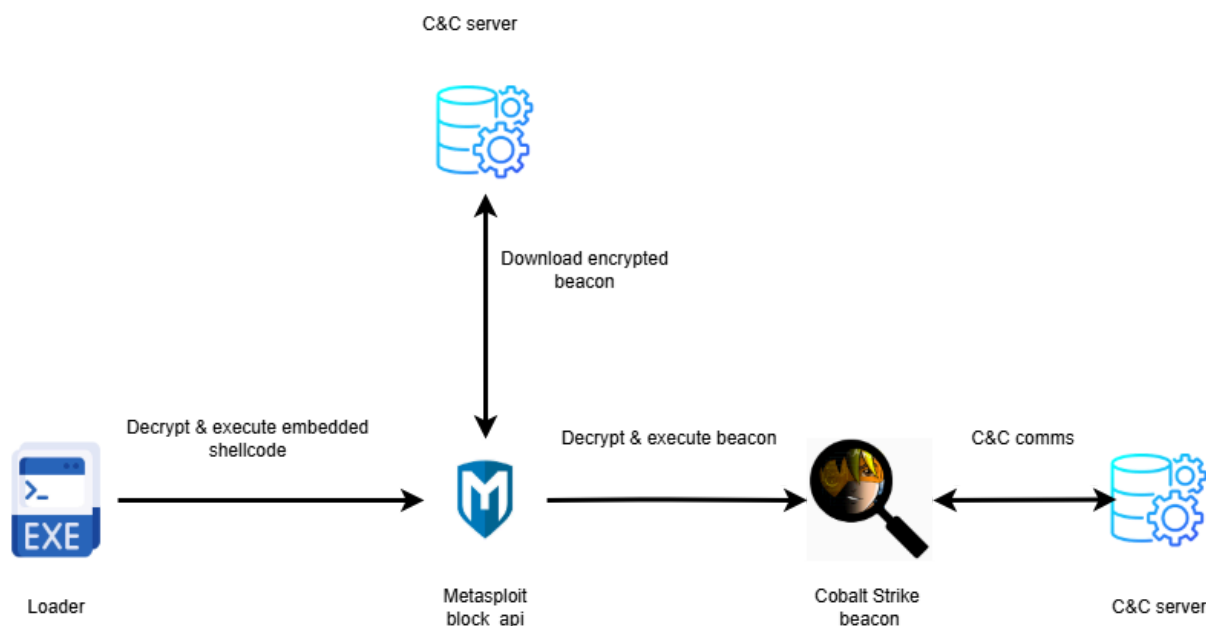 C&C server
Download encrypted
beacon
Decrypt & execute embedded
shellcode
Decrypt & execute beacon
C&C comms
>_
EXE
M
Loader
Metasploit
block_api
Cobalt Strike
beacon
C&C server